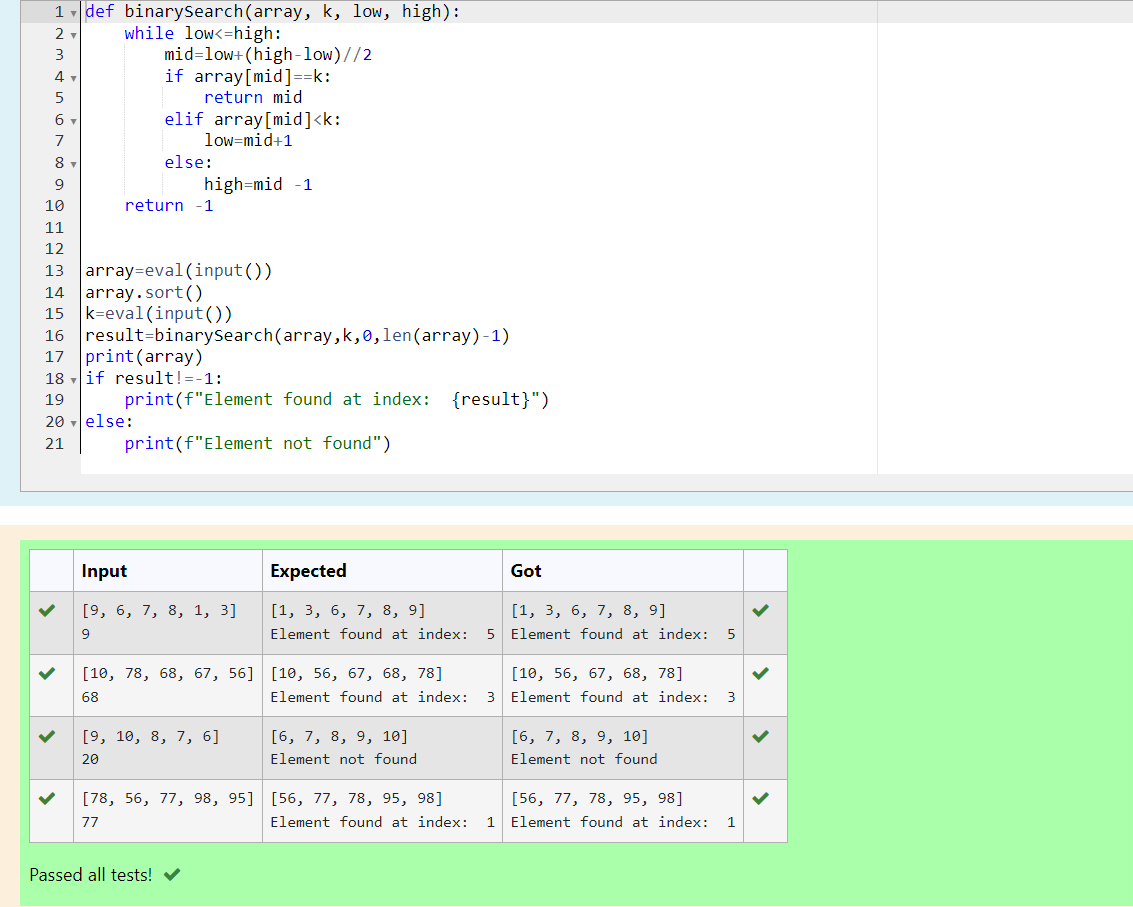 1 def binarySearch(array, k, low, high):
2     while low<=high:
3         mid=low+(high-low)//2
4         if array[mid]==k:
5             return mid
6         elif array[mid]<k:
7             low=mid+1
8         else:
9             high=mid -1
10     return -1
11
12
13 array=eval(input())
14 array.sort()
15 k=eval(input())
16 result=binarySearch(array,k,0,len(array)-1)
17 print(array)
18 if result!=-1:
19     print(f"Element found at index:  {result}")
20 else:
21     print(f"Element not found")
Input Expected Got
[9, 6, 7, 8, 1, 3] [1, 3, 6, 7, 8, 9] [1, 3, 6, 7, 8, 9]
9 Element found at index:  5 Element found at index:  5
[10, 78, 68, 67, 56] [10, 56, 67, 68, 78] [10, 56, 67, 68, 78]
68 Element found at index:  3 Element found at index:  3
[9, 10, 8, 7, 6] [6, 7, 8, 9, 10] [6, 7, 8, 9, 10]
20 Element not found Element not found
[78, 56, 77, 98, 95] [56, 77, 78, 95, 98] [56, 77, 78, 95, 98]
77 Element found at index:  1 Element found at index:  1
Passed all tests!